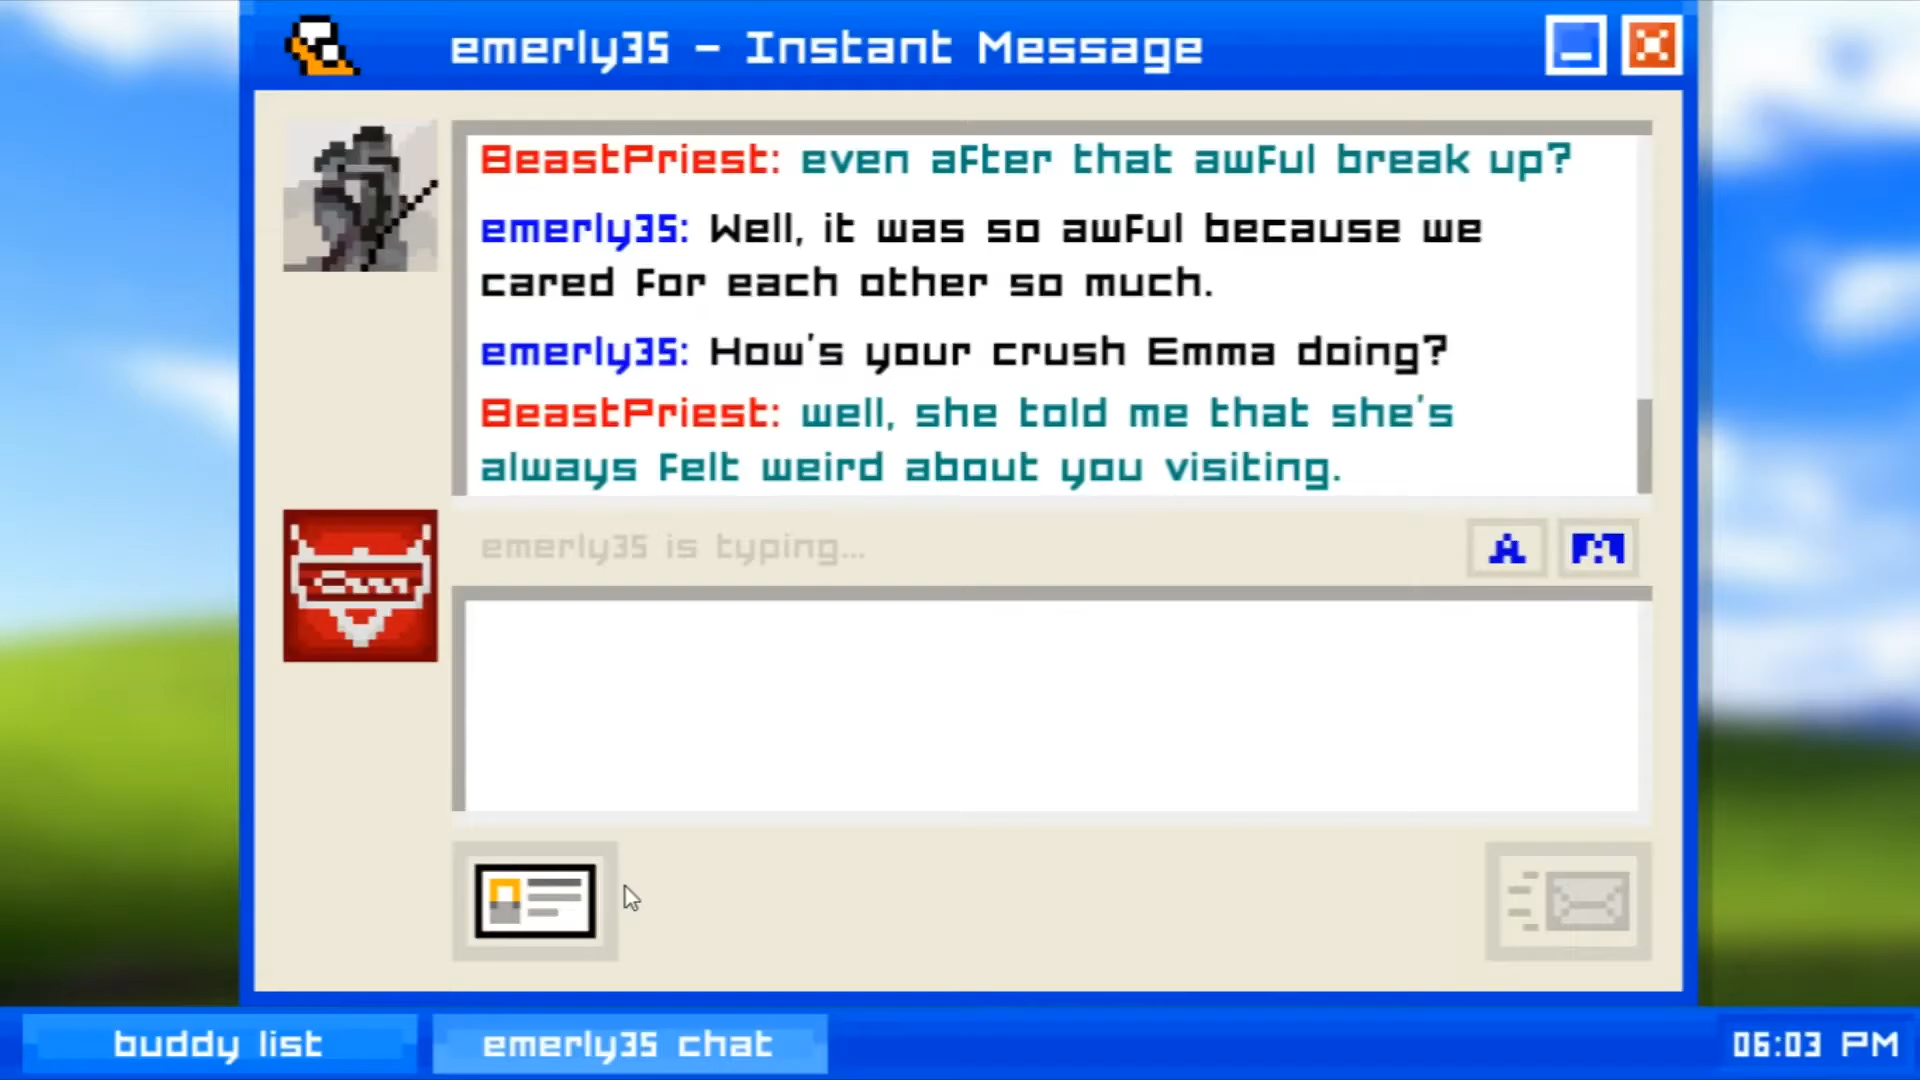 emerly35 - Instant Message
BeastPriest: even after that awful break up?
emerly35: Well, it was so awful because we
cared for each other so much.
emerly35: How's your crush Emma doing?
BeastPriest: well, she told me that she's
always felt weird about you visiting.
emerly35 is typing...
A
buddy list
emerly35 chat
06:03 PM